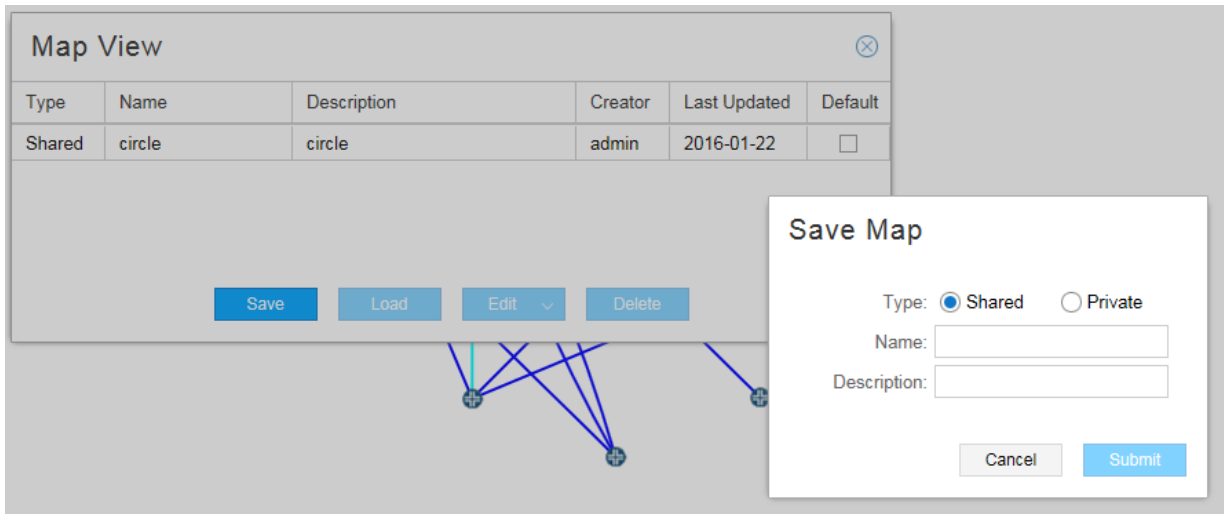 Map View
Type Name Description Creator Last Updated Default
Shared circle circle admin 2016-01-22
Save Load Edit Delete
Save Map
Type: Shared Private
Name:
Description:
Cancel Submit